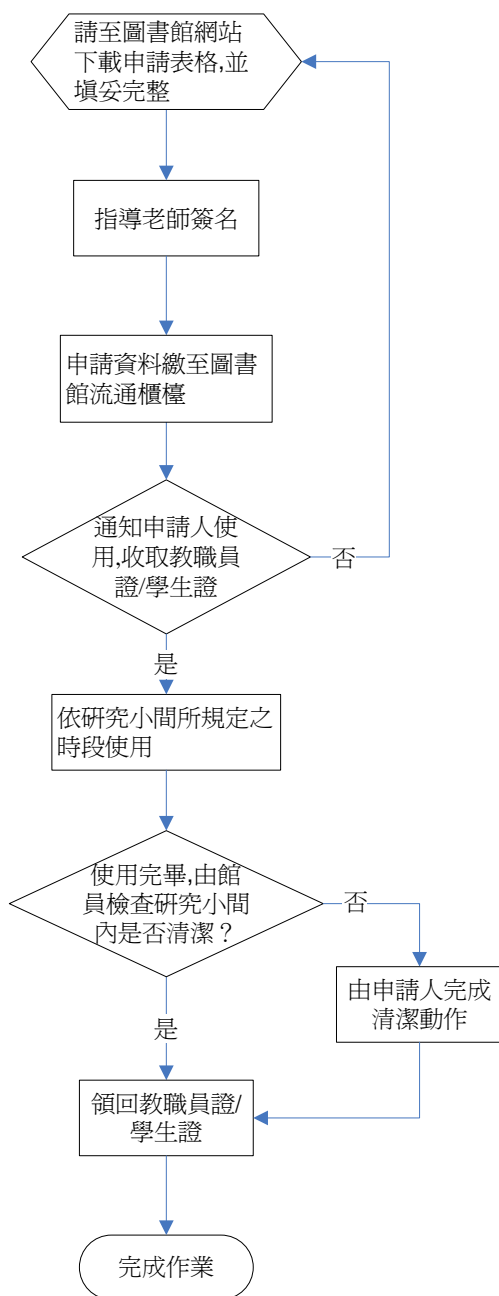 請至圖書館網站
下載申請表格,並
填妥完整
指導老師簽名
申請資料繳至圖書
館流通櫃檯
通知申請人使
用,收取教職員
證/學生證
否
是
依研究小間所規定之
時段使用
使用完畢,由館
員檢查研究小間
內是否清潔？
否
由申請人完成
清潔動作
是
領回教職員證/
學生證
完成作業